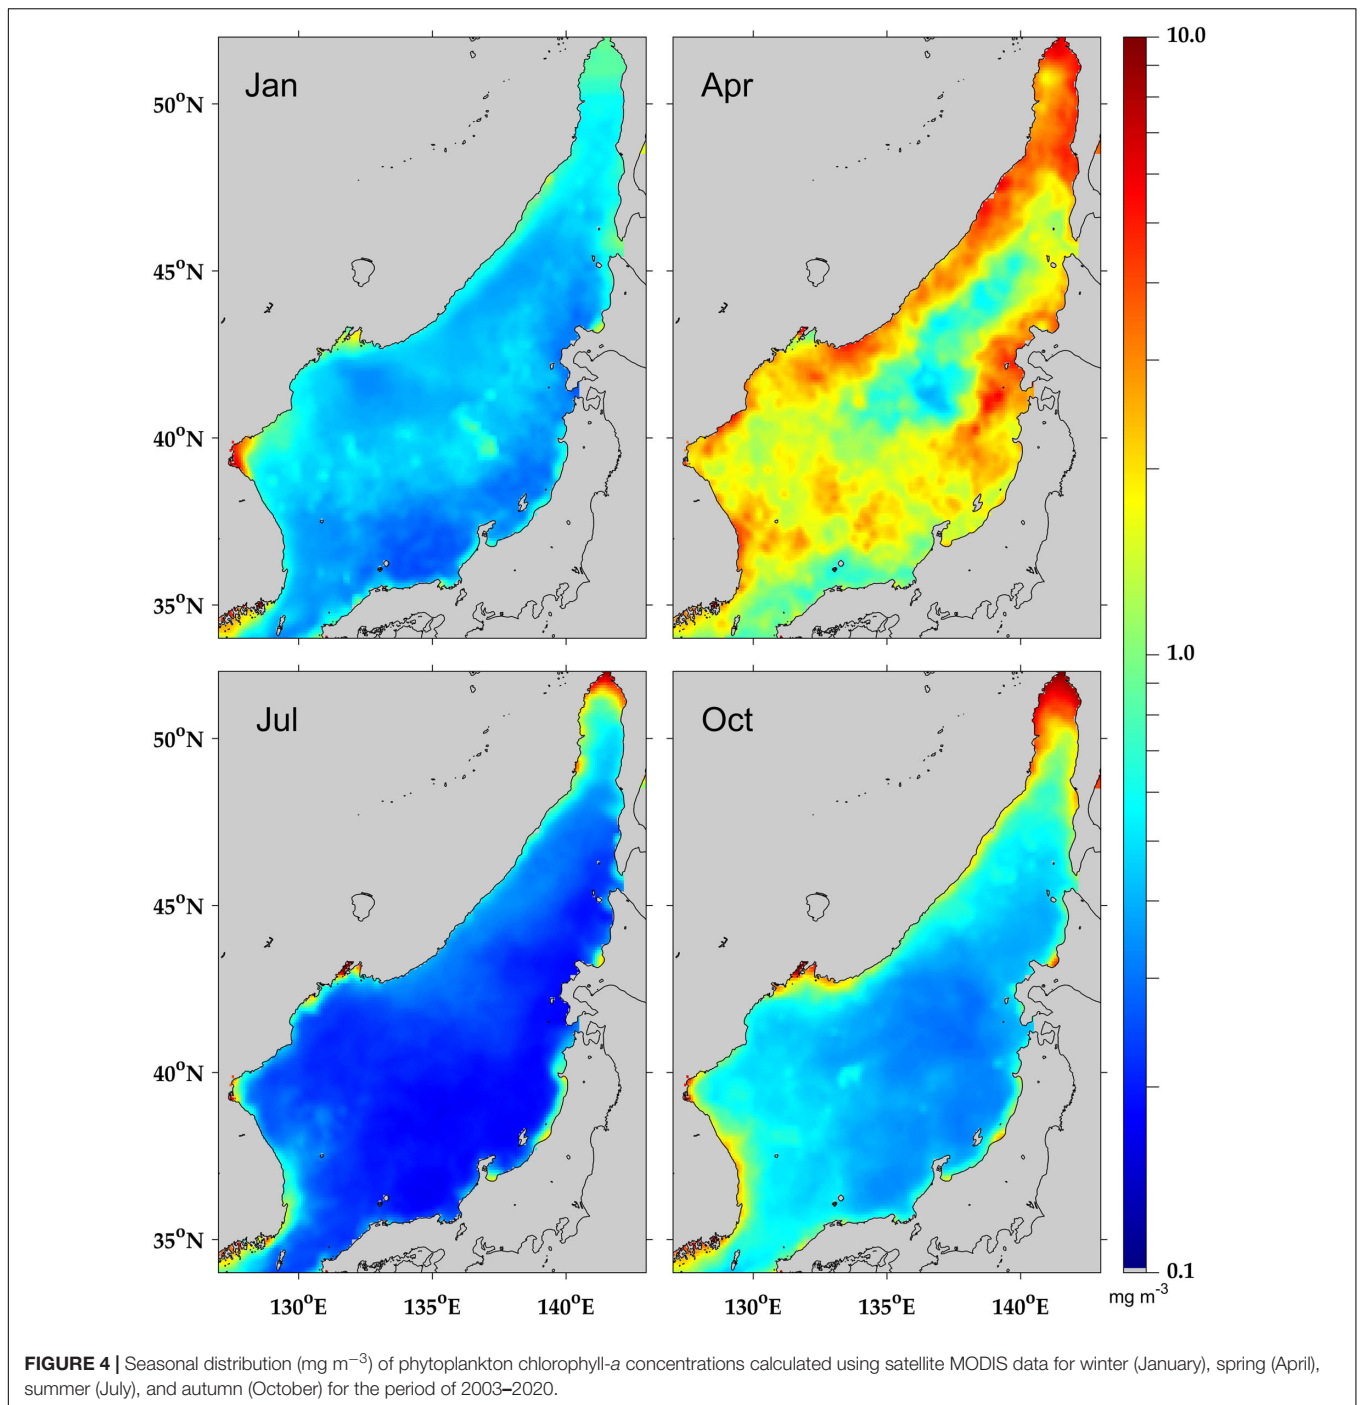 Jan
Apr
50°N
45°N
40°N
35°N
10.0
1.0
Jul
Oct
50°N
45°N
40°N
35°N
0.1
mg m-3
130°E
135°E
140°E
130°E
135°E
140°E
FIGURE 4 | Seasonal distribution (mg m−3) of phytoplankton chlorophyll-a concentrations calculated using satellite MODIS data for winter (January), spring (April),
summer (July), and autumn (October) for the period of 2003–2020.